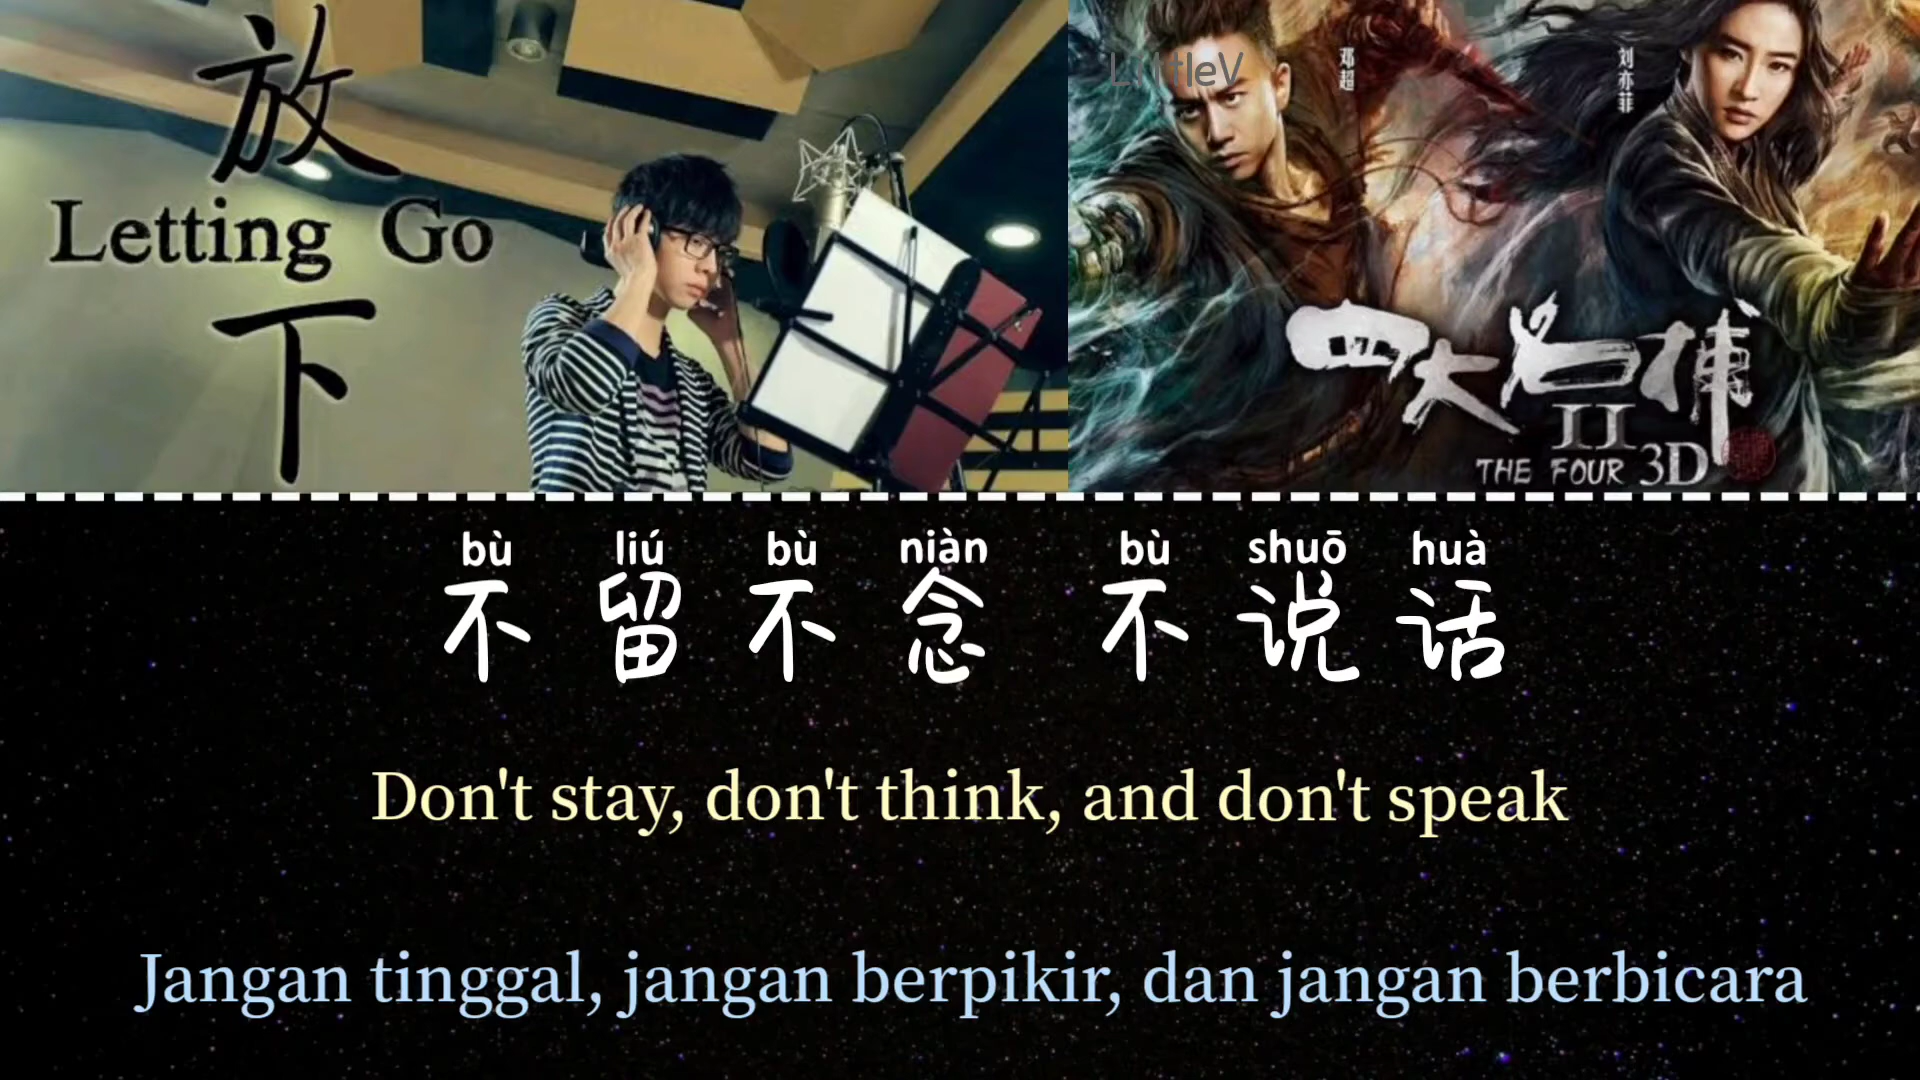 放
Letting Go
下
LittleV
邓超
刘亦菲
四大名捕
II
THE FOUR 3D
bù liú bù niàn bù shuō huà
不留不念 不说话
Don't stay, don't think, and don't speak
Jangan tinggal, jangan berpikir, dan jangan berbicara